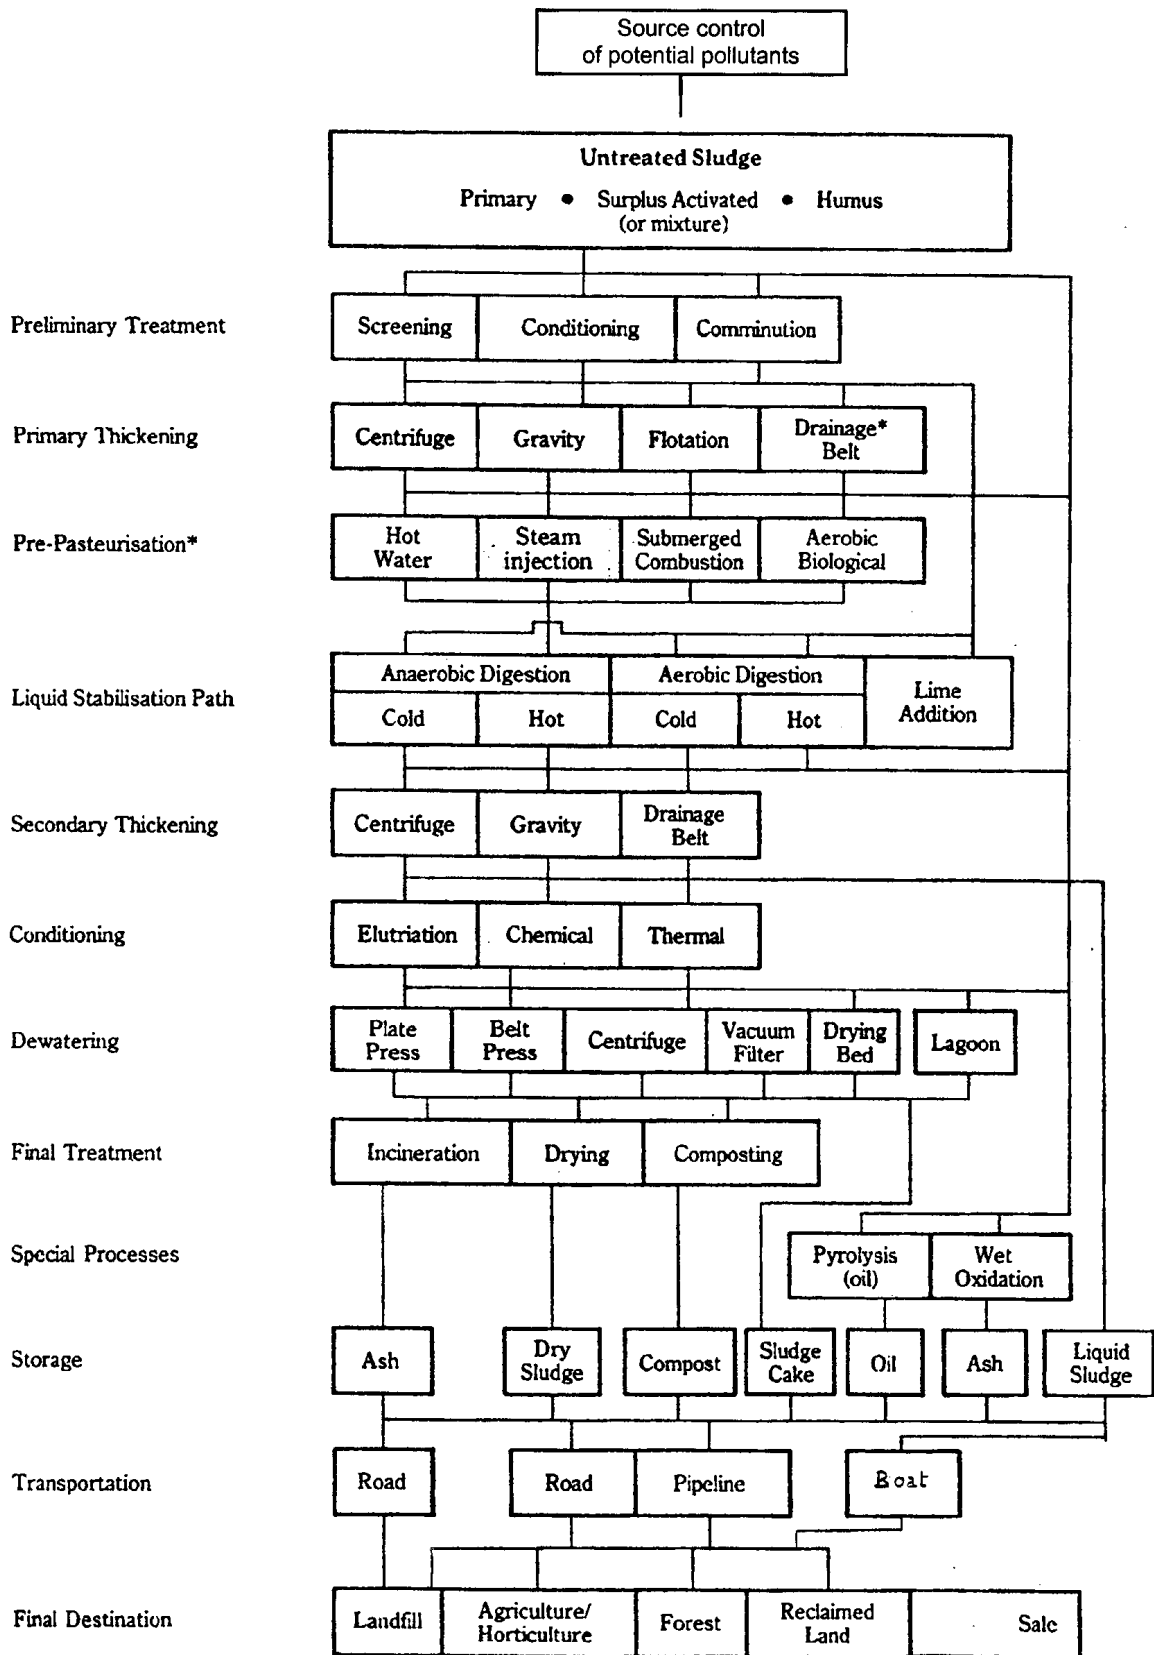 Source control
of potential pollutants
Untreated Sludge
Primary • Surplus Activated • Humus
(or mixture)
Preliminary Treatment
Screening
Conditioning
Comminution
Primary Thickening
Centrifuge
Gravity
Flotation
Drainage*
Belt
Pre-Pasteurisation*
Hot
Water
Steam
injection
Submerged
Combustion
Aerobic
Biological
Liquid Stabilisation Path
Anaerobic Digestion
Aerobic Digestion
Lime
Addition
Cold
Hot
Cold
Hot
Secondary Thickening
Centrifuge
Gravity
Drainage
Belt
Conditioning
Elutriation
Chemical
Thermal
Dewatering
Plate
Press
Belt
Press
Centrifuge
Vacuum
Filter
Drying
Bed
Lagoon
Final Treatment
Incineration
Drying
Composting
Special Processes
Pyrolysis
(oil)
Wet
Oxidation
Storage
Ash
Dry
Sludge
Compost
Sludge
Cake
Oil
Ash
Liquid
Sludge
Transportation
Road
Road
Pipeline
Boat
Final Destination
Landfill
Agriculture/
Horticulture
Forest
Reclaimed
Land
Sale